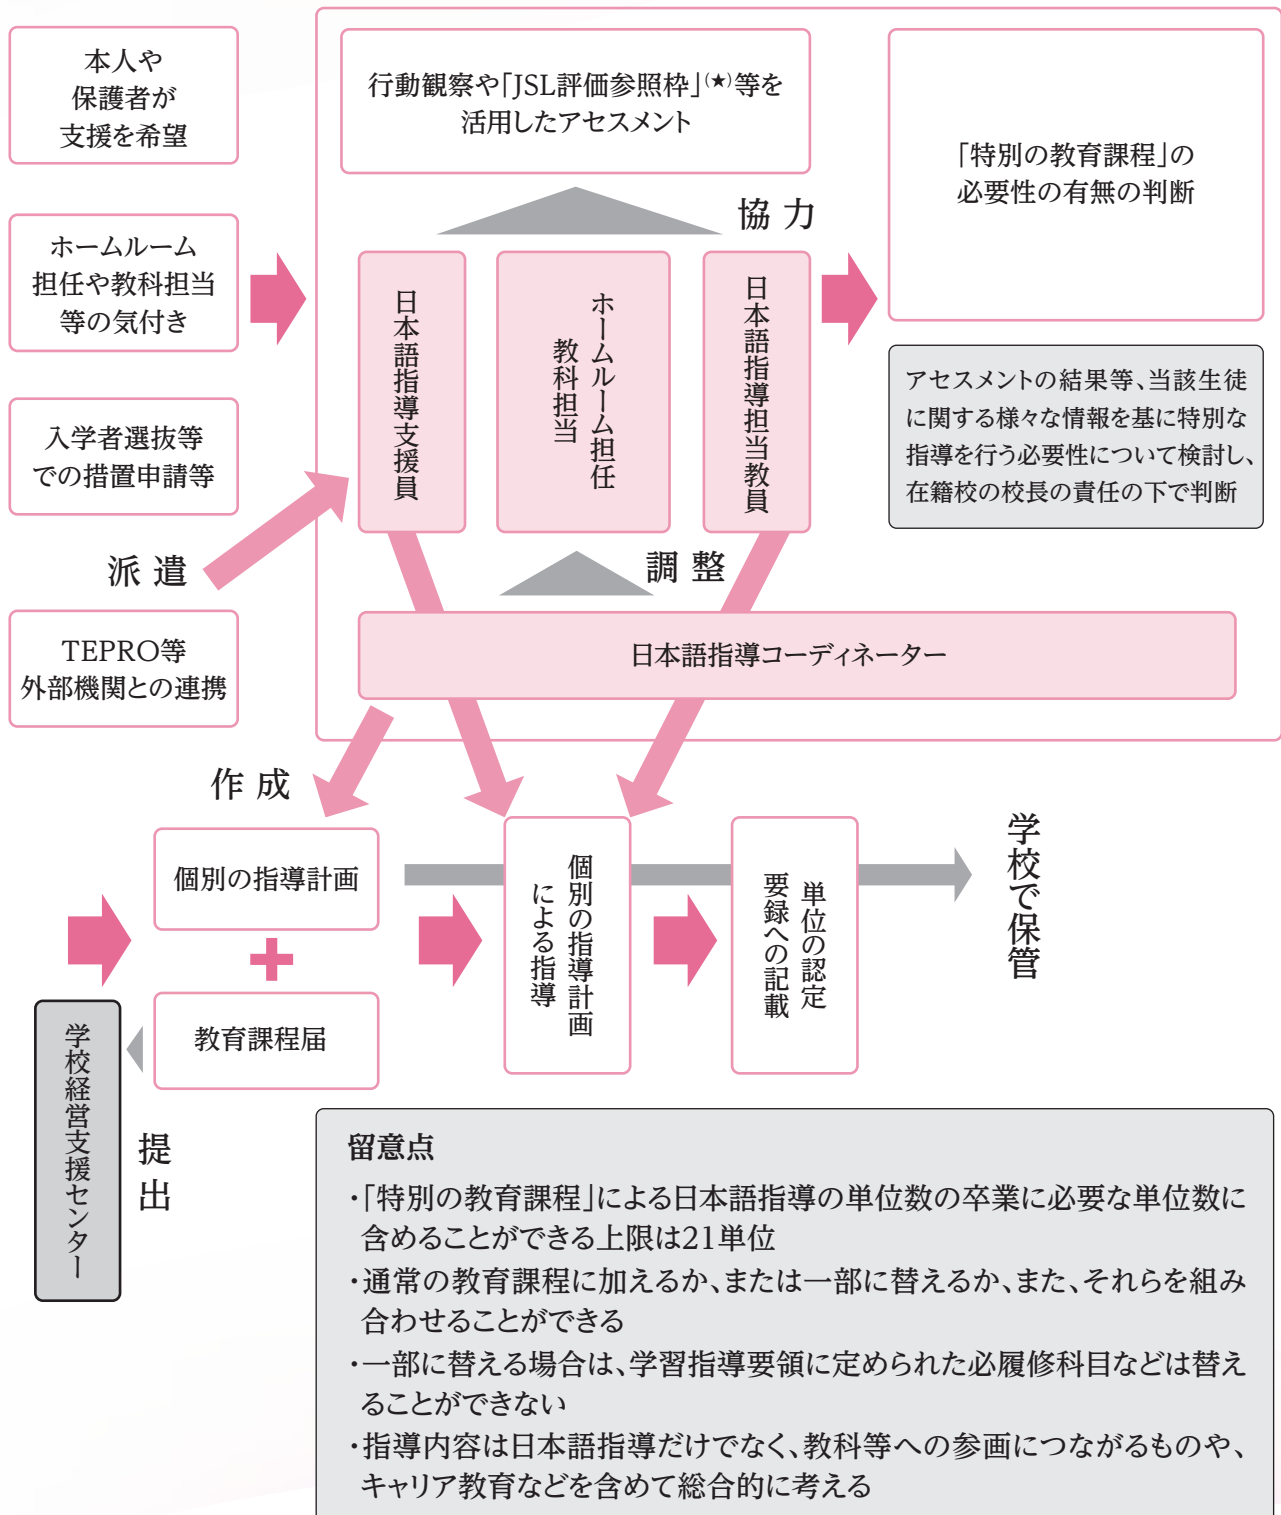 本人や
保護者が
支援を希望
ホームルーム
担任や教科担当
等の気付き
入学者選抜等
での措置申請等
派遣
TEPRO等
外部機関との連携
行動観察や「JSL評価参照枠」(★)等を
活用したアセスメント
協力
日本語指導支援員
ホームルーム担任
教科担当
日本語指導担当教員
調整
日本語指導コーディネーター
「特別の教育課程」の
必要性の有無の判断
アセスメントの結果等、当該生徒
に関する様々な情報を基に特別な
指導を行う必要性について検討し、
在籍校の校長の責任の下で判断
作成
個別の指導計画
教育課程届
学校経営支援センター
提出
個別の指導計画
による指導
単位の認定
要録への記載
学校で保管
留意点
・「特別の教育課程」による日本語指導の単位数の卒業に必要な単位数に
含めることができる上限は21単位
・通常の教育課程に加えるか、または一部に替えるか、また、それらを組み
合わせることができる
・一部に替える場合は、学習指導要領に定められた必履修科目などは替え
ることができない
・指導内容は日本語指導だけでなく、教科等への参画につながるものや、
キャリア教育などを含めて総合的に考える